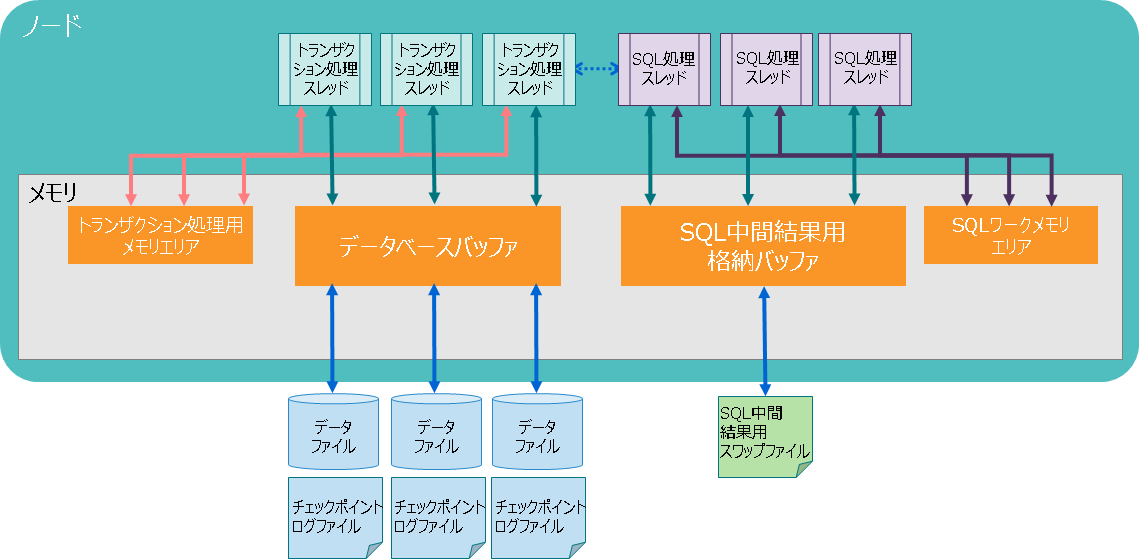 ノード
トランザク
ション処理
スレッド
トランザク
ション処理
スレッド
トランザク
ション処理
スレッド
SQL処理
スレッド
SQL処理
スレッド
SQL処理
スレッド
メモリ
トランザクション処理用
メモリエリア
データベースバッファ
SQL中間結果用
格納バッファ
SQLワークメモリ
エリア
データ
ファイル
データ
ファイル
データ
ファイル
SQL中間
結果用
スワップファイル
チェックポイント
ログファイル
チェックポイント
ログファイル
チェックポイント
ログファイル